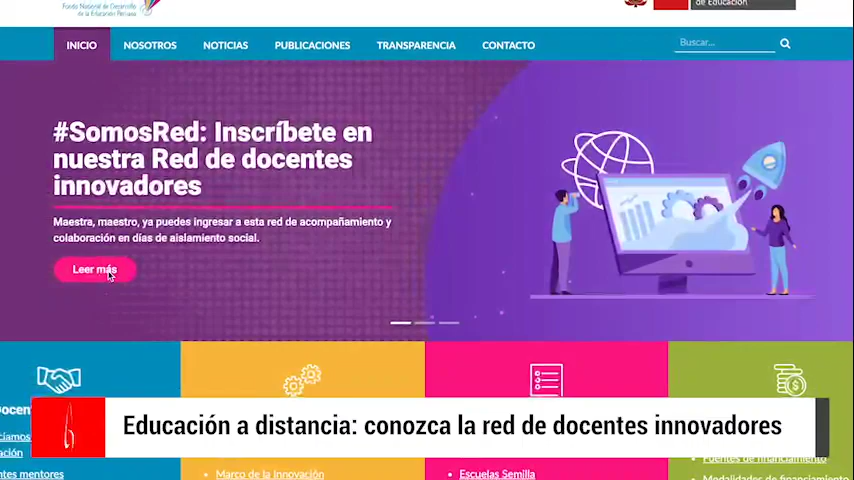 Fondo Nacional de Desarrollo
de la Educación Peruana
de Educación
INICIO NOSOTROS NOTICIAS PUBLICACIONES TRANSPARENCIA CONTACTO
Buscar...
#SomosRed: Inscríbete en
nuestra Red de docentes
innovadores
Maestra, maestro, ya puedes ingresar a esta red de acompañamiento y
colaboración en días de aislamiento social.
Leer más
Educación a distancia: conozca la red de docentes innovadores
Fuentes de financiamiento
ntes mentores
Marco de la Innovación
Escuelas Semilla
Modalidades de financiamiento